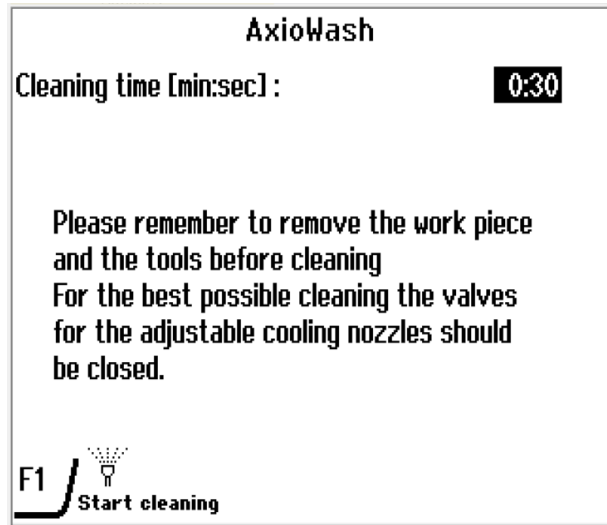 AxioWash
Cleaning time [min:sec] : 0:30
Please remember to remove the work piece
and the tools before cleaning
For the best possible cleaning the valves
for the adjustable cooling nozzles should
be closed.
F1 Start cleaning